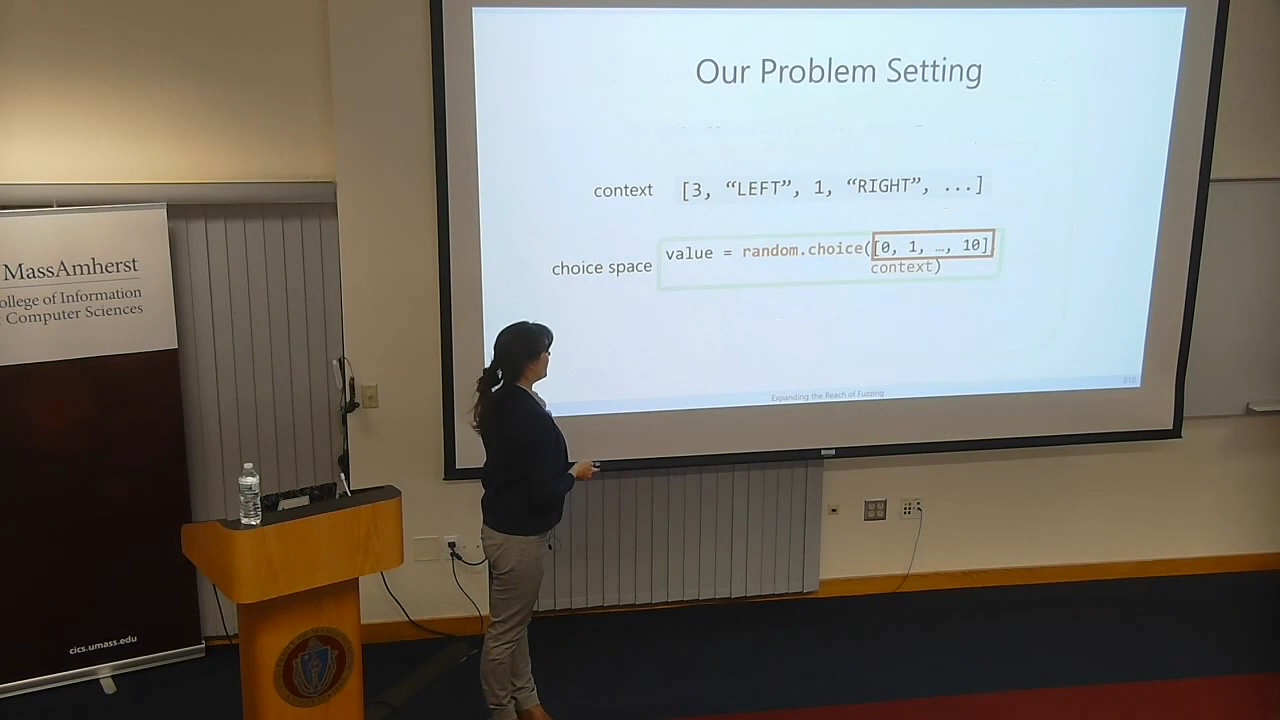 Our Problem Setting
context [3, “LEFT”, 1, “RIGHT”, ...]
choice space value = random.choice([0, 1, …, 10]
context)
Expanding the Reach of Fuzzing
MassAmherst
ollege of Information
Computer Sciences
cics.umass.edu